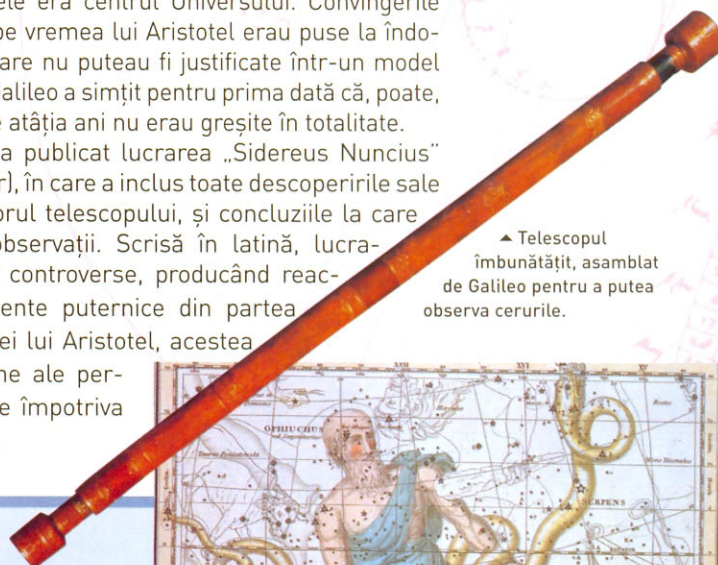 ele era centrul Universului. Convingerile
pe vremea lui Aristotel erau puse la îndo-
are nu puteau fi justificate într-un model
alileo a simțit pentru prima dată că, poate,
e atâția ani nu erau greșite în totalitate.
a publicat lucrarea „Sidereus Nuncius”
r), în care a inclus toate descoperirile sale
orul telescopului, și concluziile la care
observații. Scrisă în latină, lucra-
controverse, producând reac-
ente puternice din partea
ei lui Aristotel, acestea
ne ale per-
e împotriva
▲ Telescopul
îmbunătățit, asamblat
de Galileo pentru a putea
observa cerurile.
XVII
XVI
XV
OPHIUCHUS
SERPENS